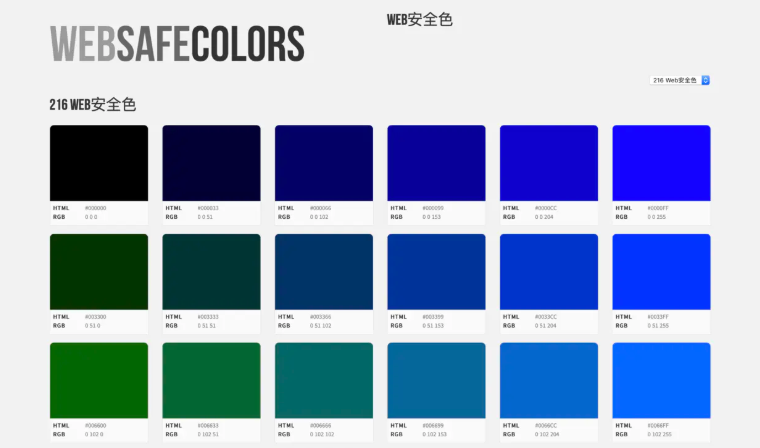 WEB安全色
WEBSAFECOLORS
216 Web安全色
216 WEB安全色
HTML #000000
RGB 0 0 0
HTML #000033
RGB 0 0 51
HTML #000066
RGB 0 0 102
HTML #000099
RGB 0 0 153
HTML #0000CC
RGB 0 0 204
HTML #0000FF
RGB 0 0 255
HTML #003300
RGB 0 51 0
HTML #003333
RGB 0 51 51
HTML #003366
RGB 0 51 102
HTML #003399
RGB 0 51 153
HTML #0033CC
RGB 0 51 204
HTML #0033FF
RGB 0 51 255
HTML #006600
RGB 0 102 0
HTML #006633
RGB 0 102 51
HTML #006666
RGB 0 102 102
HTML #006699
RGB 0 102 153
HTML #0066CC
RGB 0 102 204
HTML #0066FF
RGB 0 102 255